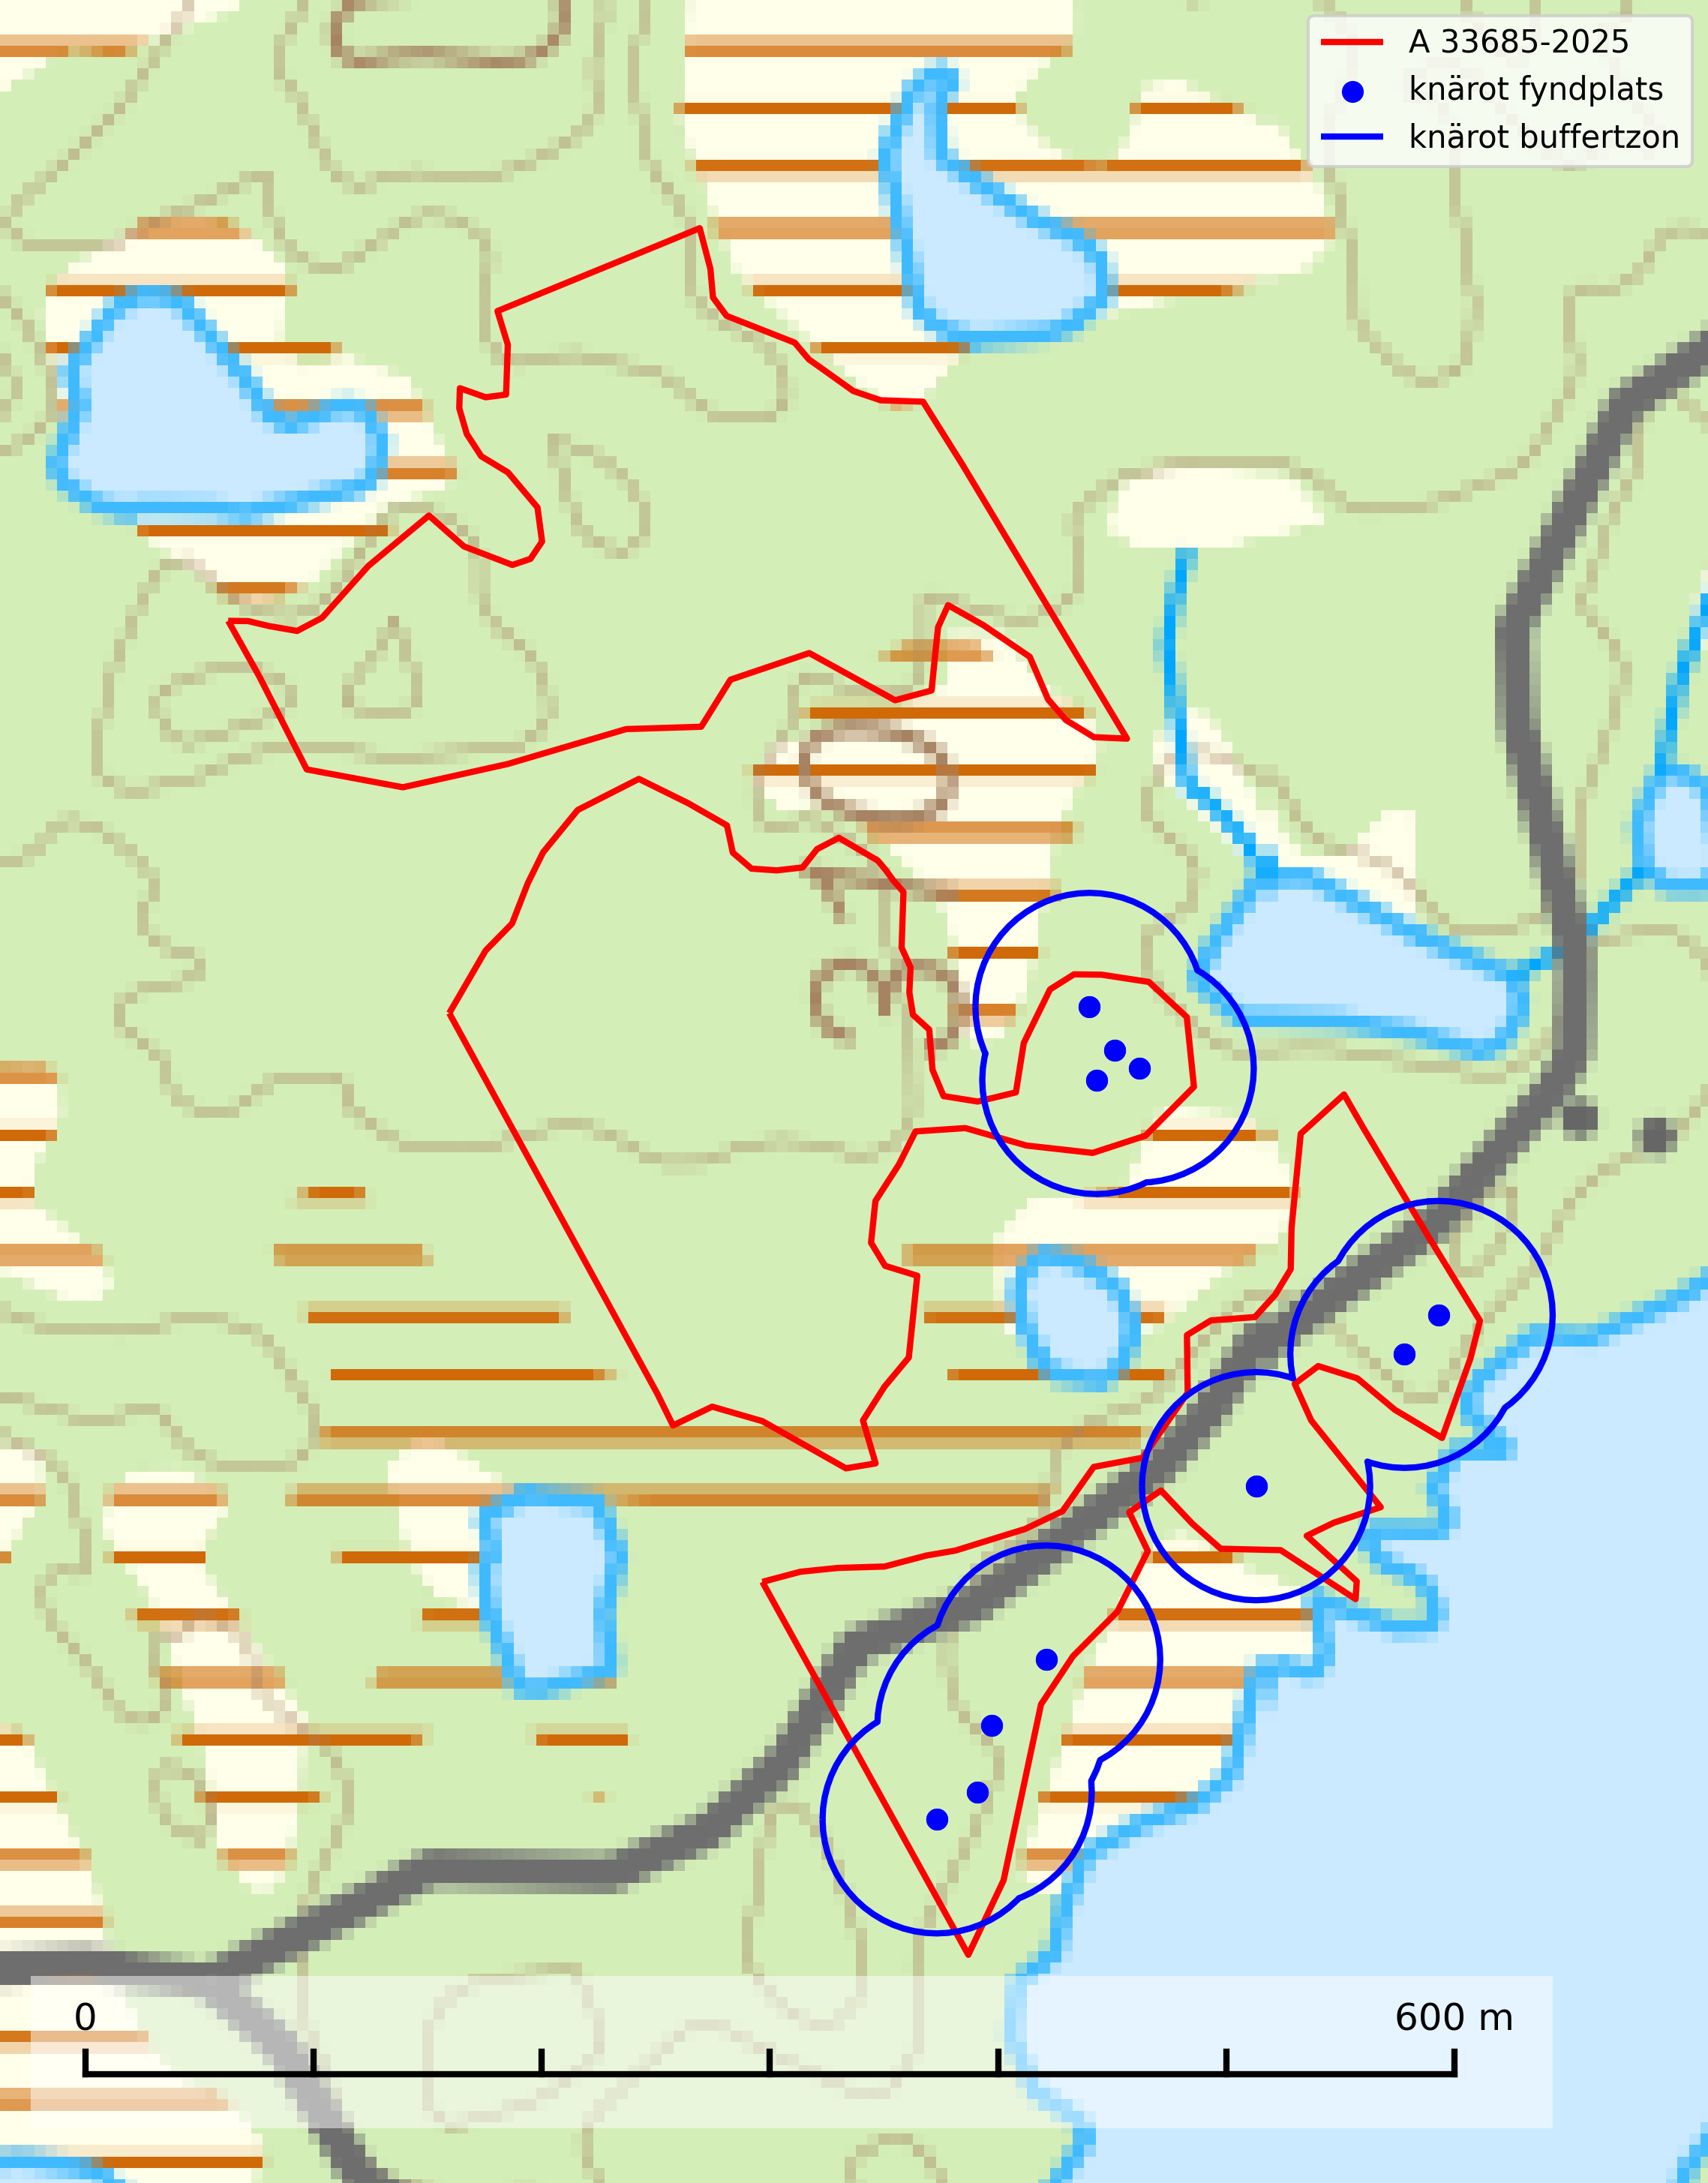 A 33685-2025
knärot fyndplats
knärot buffertzon
0
600 m